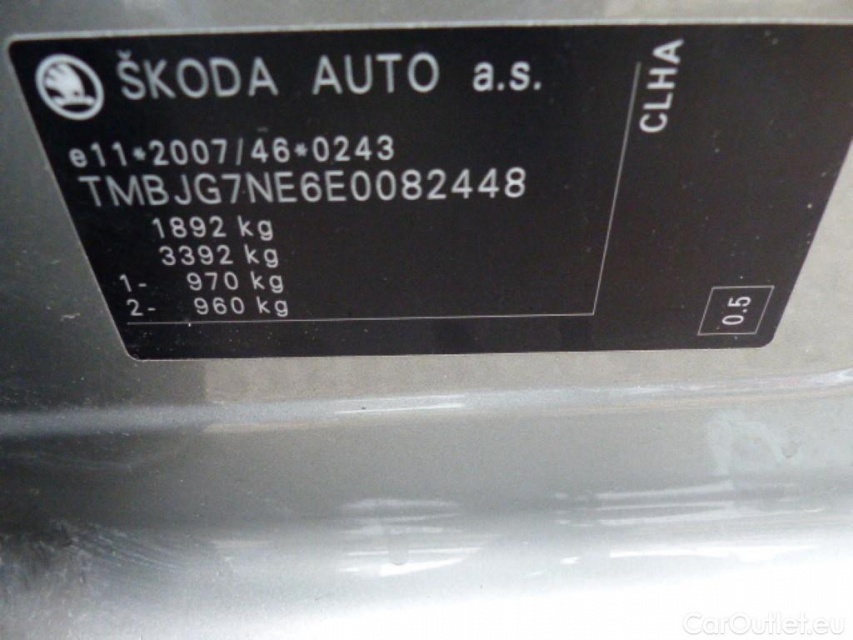 ŠKODA AUTO a.s.
e11*2007/46*0243
TMBJG7NE6E0082448
1892 kg
3392 kg
1- 970 kg
2- 960 kg
CLHA
0.5
CarOutlet.eu